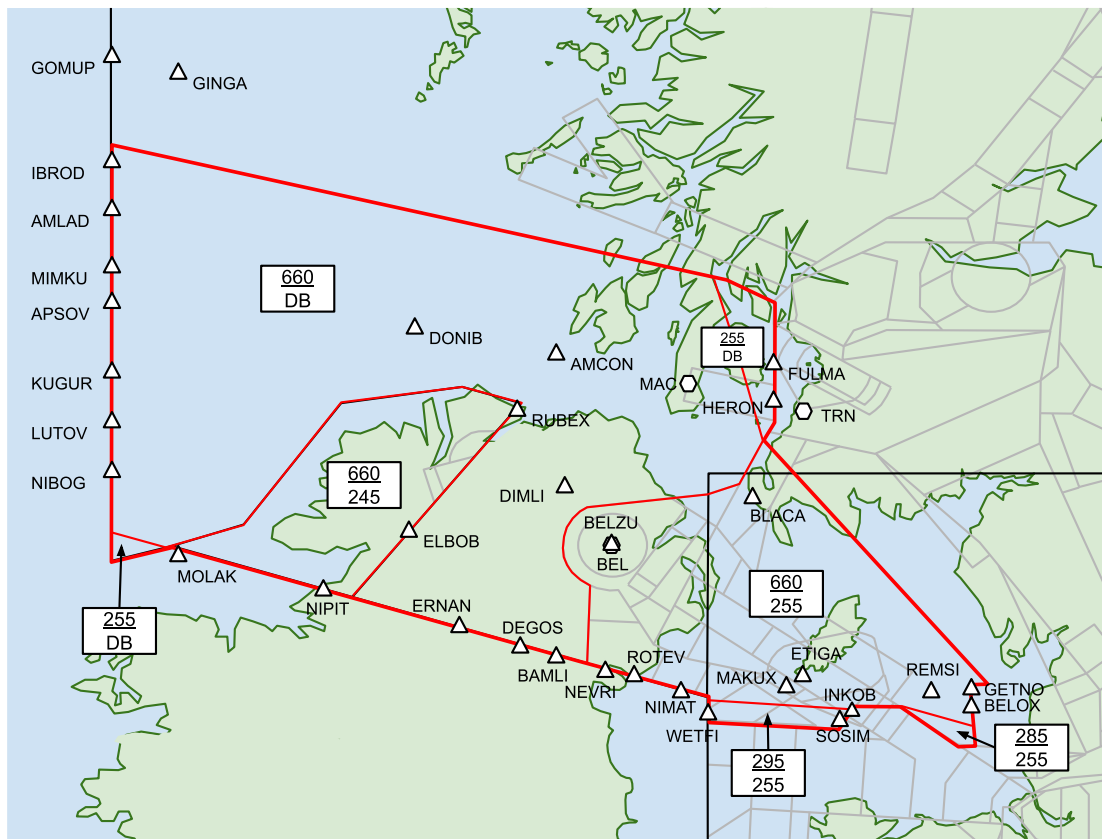 GOMUP
GINGA
IBROD
AMLAD
MIMKU
660
DB
APSOV
DONIB
255
DB
AMCON
FULMA
KUGUR
MAC
HERON
TRN
RUBEX
LUTOV
NIBOG
660
245
DIMLI
BLACA
BELZU
ELBOB
BEL
MOLAK
660
255
NIPIT
ERNAN
255
DB
DEGOS
ROTEV
ETIGA
BAMLI
MAKUX
REMSI
NEVRI
GETNO
NIMAT
INKOB
BELOX
WETFI
SOSIM
285
255
295
255